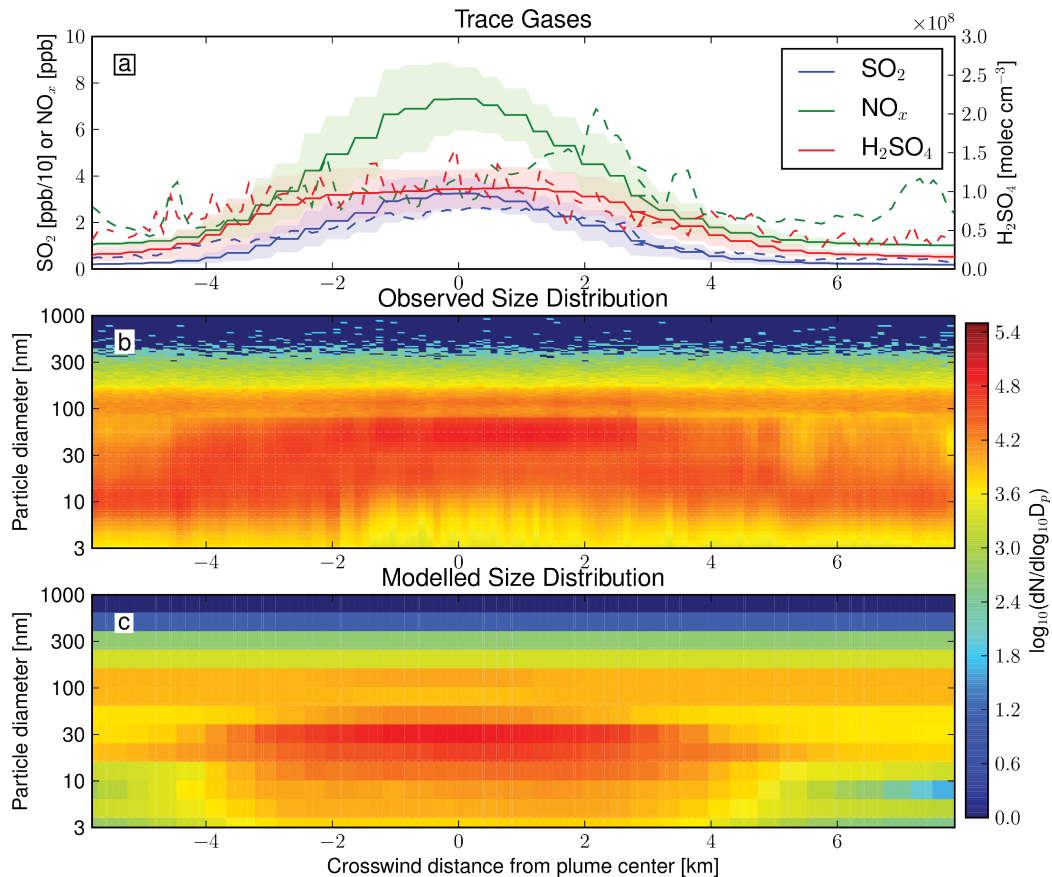 Trace Gases
×10⁸
SO₂ [ppb/10] or NOₓ [ppb]
10
8
6
4
2
0
a
SO₂
NOₓ
H₂SO₄
3.0
2.5
2.0
1.5
1.0
0.5
0.0
H₂SO₄ [molec cm⁻³]
−4 −2 0 2 4 6
Observed Size Distribution
Particle diameter [nm]
1000
300
100
30
10
3
b
−4 −2 0 2 4 6
Modelled Size Distribution
Particle diameter [nm]
1000
300
100
30
10
3
c
−4 −2 0 2 4 6
Crosswind distance from plume center [km]
5.4
4.8
4.2
3.6
3.0
2.4
1.8
1.2
0.6
0.0
log₁₀(dN/dlog₁₀Dₚ)